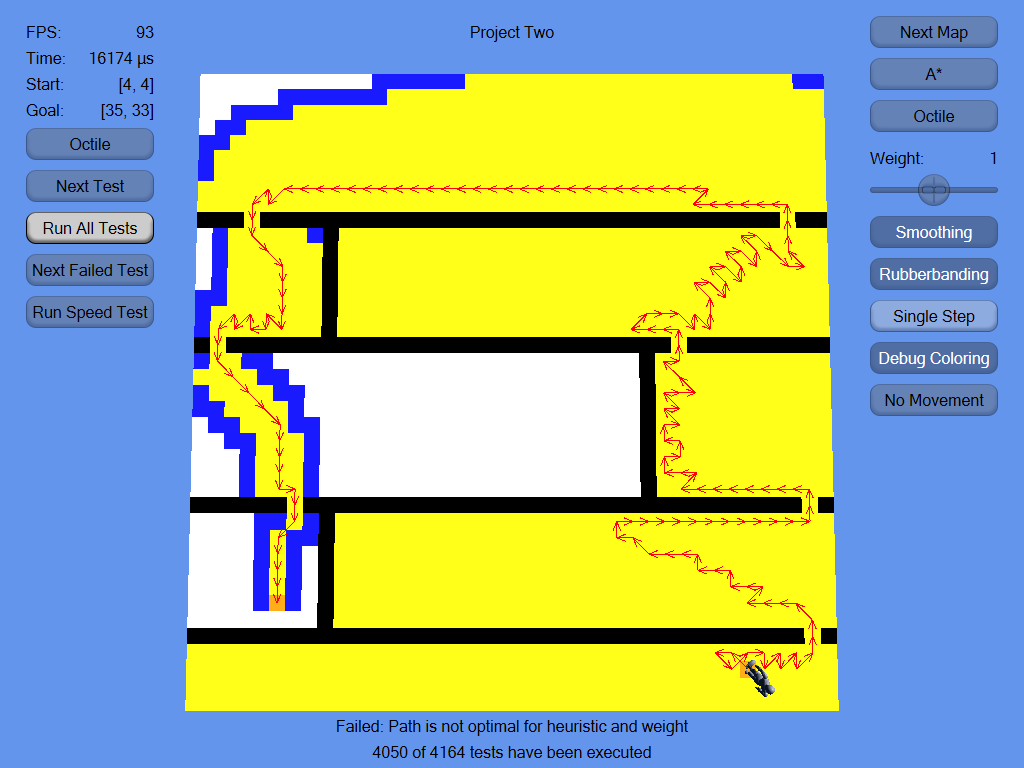 FPS: 93
Time: 16174 µs
Start: [4, 4]
Goal: [35, 33]
Octile
Next Test
Run All Tests
Next Failed Test
Run Speed Test
Project Two
Next Map
A*
Octile
Weight: 1
Smoothing
Rubberbanding
Single Step
Debug Coloring
No Movement
Failed: Path is not optimal for heuristic and weight
4050 of 4164 tests have been executed